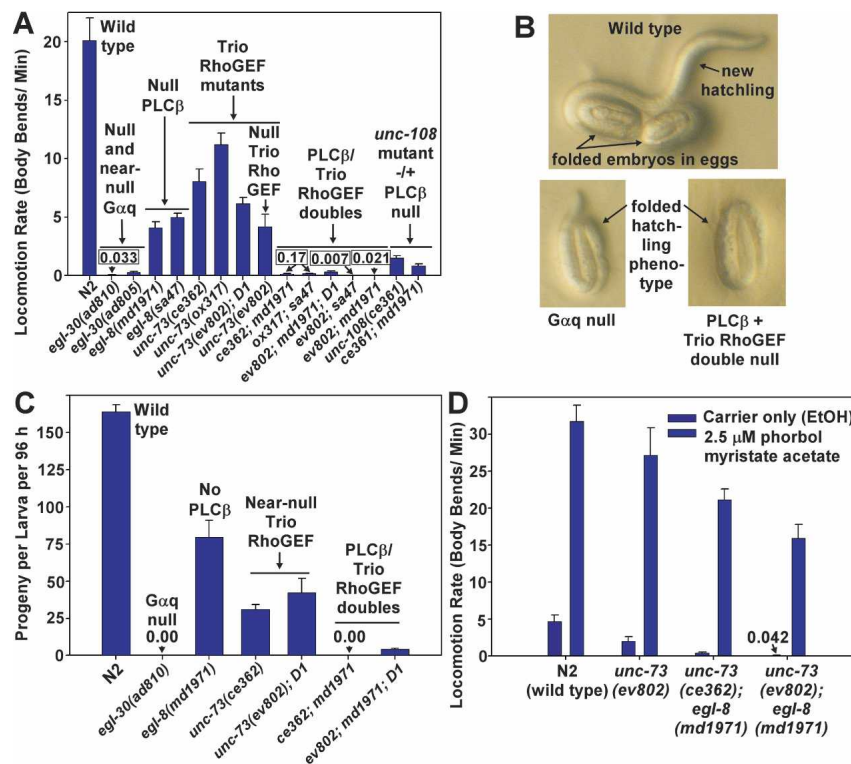 A
Locomotion Rate (Body Bends/ Min)
20
15
10
5
0
Wild
type
Null
and
near-
null
Gαq
Null
PLCβ
Trio
RhoGEF
mutants
Null
Trio
Rho
GEF
PLCβ/
Trio
RhoGEF
doubles
unc-108
mutant
-/+
PLCβ
null
0.033
0.17
0.007
0.021
N2
egl-30(ad810)
egl-30(ad805)
egl-8(md1971)
egl-8(sa47)
unc-73(ce362)
unc-73(ox317)
unc-73(ev802); D1
unc-73(ev802)
ce362; md1971
ox317; sa47
ev802; md1971; D1
ev802; sa47
ev802; md1971
unc-108(ce361)
ce361; md1971)
B
Wild type
new
hatchling
folded embryos in eggs
folded
hatch-
ling
pheno-
type
Gαq null
PLCβ +
Trio RhoGEF
double null
C
Progeny per Larva per 96 h
150
125
100
75
50
25
0
Wild
type
Gαq
null
0.00
No
PLCβ
Near-null
Trio
RhoGEF
PLCβ/
Trio
RhoGEF
doubles
0.00
N2
egl-30(ad810)
egl-8(md1971)
unc-73(ce362)
unc-73(ev802); D1
ce362; md1971
ev802; md1971; D1
D
Locomotion Rate (Body Bends/ Min)
30
25
20
15
10
5
0
Carrier only (EtOH)
2.5 μM phorbol
myristate acetate
0.042
N2
(wild type)
unc-73
(ev802)
unc-73
(ce362);
egl-8
(md1971)
unc-73
(ev802);
egl-8
(md1971)